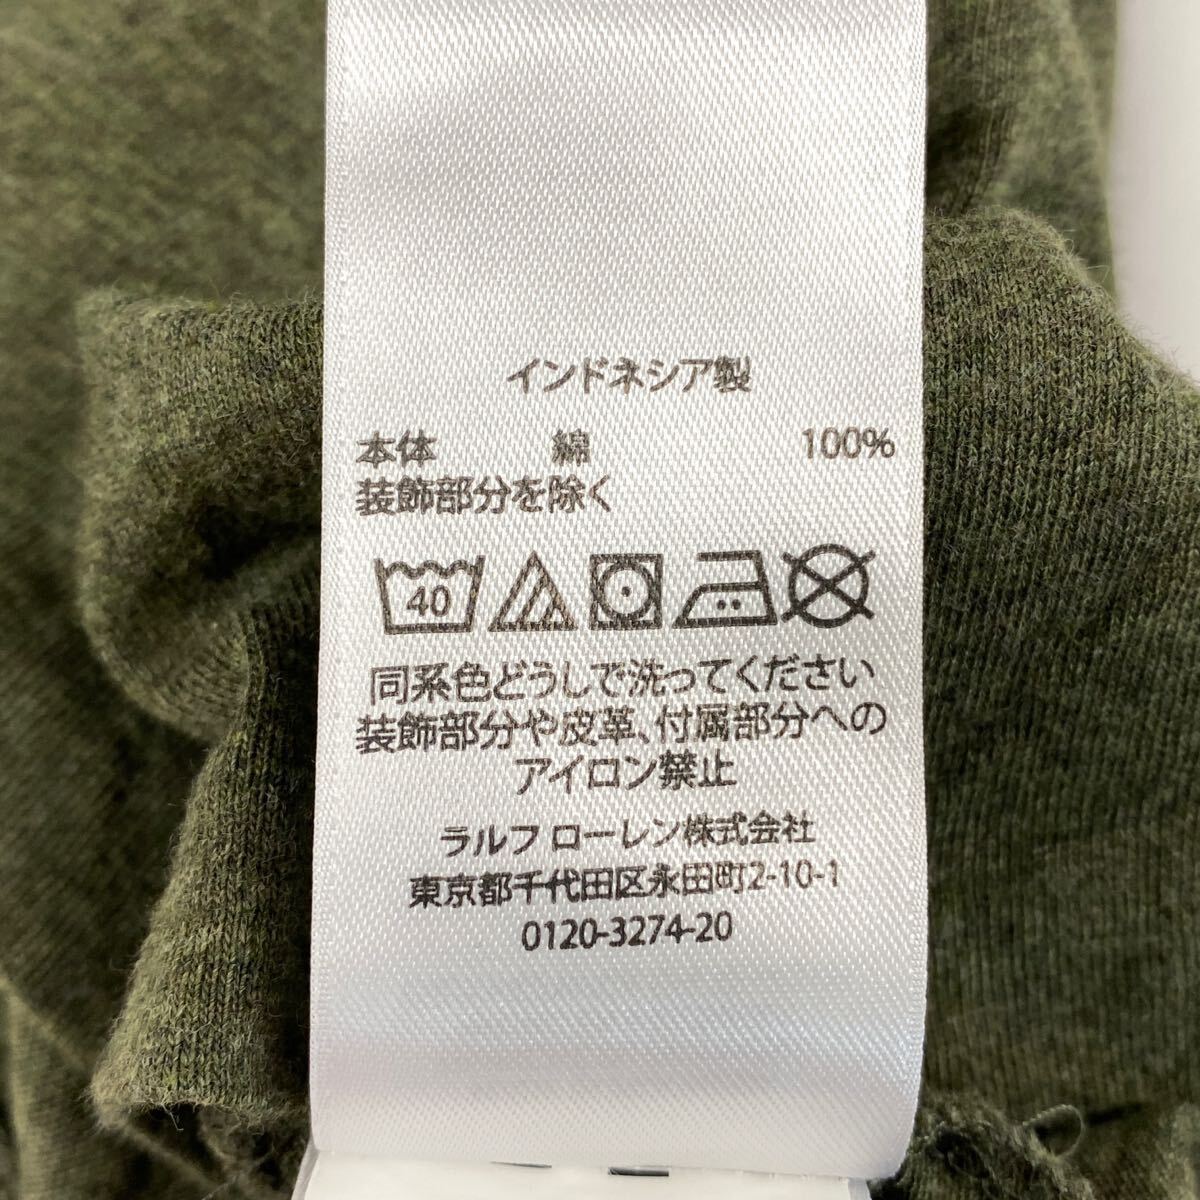 インドネシア製
本体 綿 100%
装飾部分を除く
40
同系色どうしで洗ってください
装飾部分や皮革、付属部分への
アイロン禁止
ラルフ ローレン株式会社
東京都千代田区永田町2-10-1
0120-3274-20